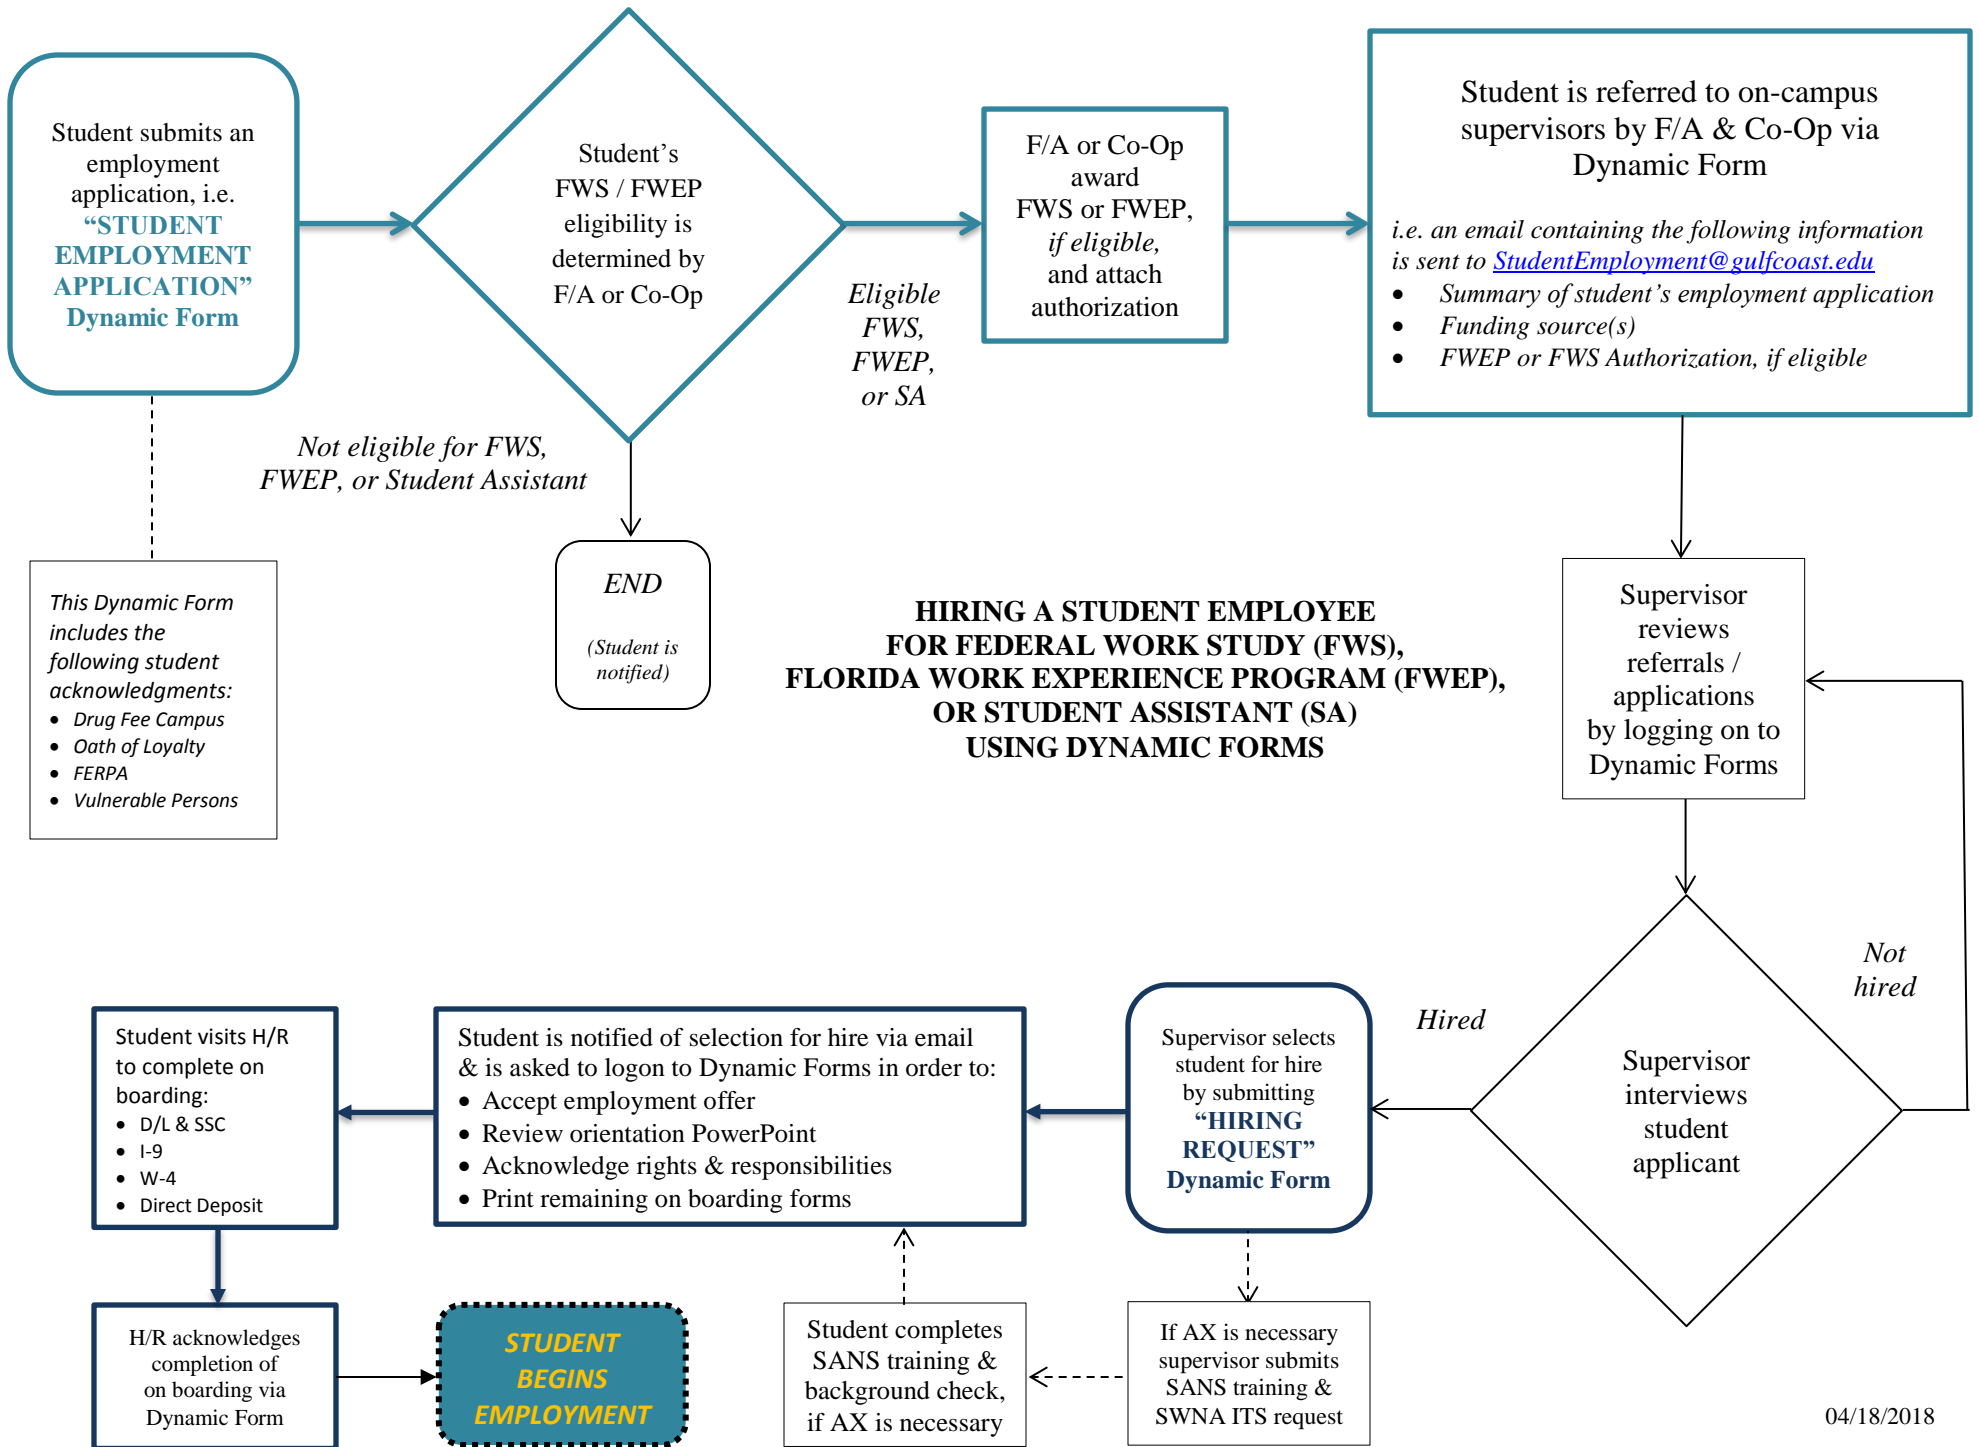 Student submits an
employment
application, i.e.
“STUDENT
EMPLOYMENT
APPLICATION”
Dynamic Form
Student’s
FWS / FWEP
eligibility is
determined by
F/A or Co-Op
Eligible
FWS,
FWEP,
or SA
F/A or Co-Op
award
FWS or FWEP,
if eligible,
and attach
authorization
Student is referred to on-campus
supervisors by F/A & Co-Op via
Dynamic Form
i.e. an email containing the following information
is sent to StudentEmployment@gulfcoast.edu
• Summary of student’s employment application
• Funding source(s)
• FWEP or FWS Authorization, if eligible
Not eligible for FWS,
FWEP, or Student Assistant
This Dynamic Form
includes the
following student
acknowledgments:
• Drug Fee Campus
• Oath of Loyalty
• FERPA
• Vulnerable Persons
END
(Student is
notified)
HIRING A STUDENT EMPLOYEE
FOR FEDERAL WORK STUDY (FWS),
FLORIDA WORK EXPERIENCE PROGRAM (FWEP),
OR STUDENT ASSISTANT (SA)
USING DYNAMIC FORMS
Supervisor
reviews
referrals /
applications
by logging on to
Dynamic Forms
Not
hired
Supervisor
interviews
student
applicant
Hired
Supervisor selects
student for hire
by submitting
“HIRING
REQUEST”
Dynamic Form
Student is notified of selection for hire via email
& is asked to logon to Dynamic Forms in order to:
• Accept employment offer
• Review orientation PowerPoint
• Acknowledge rights & responsibilities
• Print remaining on boarding forms
Student visits H/R
to complete on
boarding:
• D/L & SSC
• I-9
• W-4
• Direct Deposit
H/R acknowledges
completion of
on boarding via
Dynamic Form
STUDENT
BEGINS
EMPLOYMENT
Student completes
SANS training &
background check,
if AX is necessary
If AX is necessary
supervisor submits
SANS training &
SWNA ITS request
04/18/2018